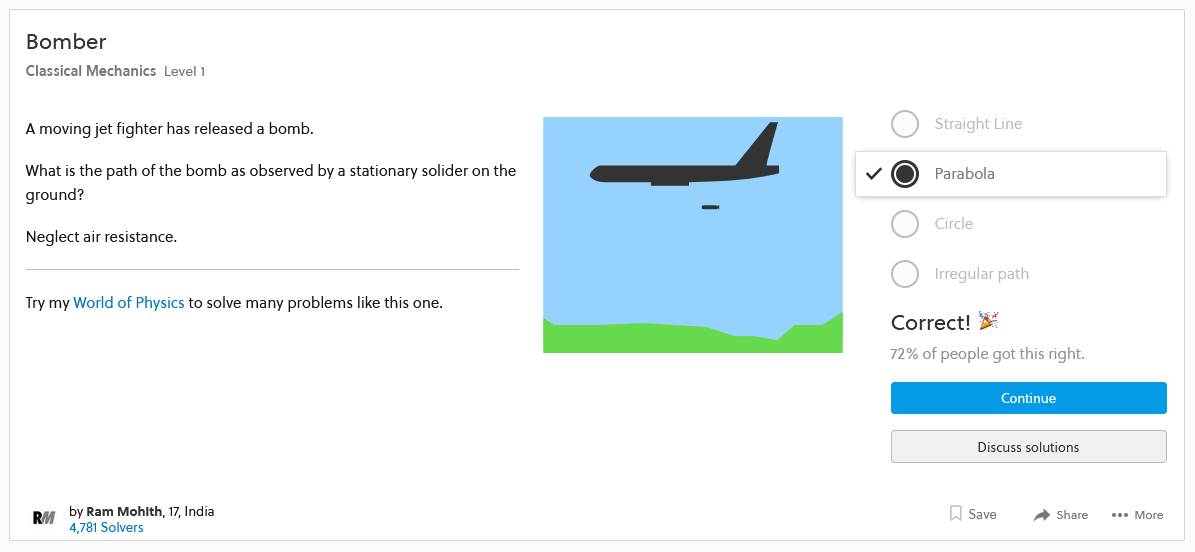 Bomber
Classical Mechanics Level 1
A moving jet fighter has released a bomb.
What is the path of the bomb as observed by a stationary solider on the
ground?
Neglect air resistance.
Try my World of Physics to solve many problems like this one.
Straight Line
Parabola
Circle
Irregular path
Correct! 🎉
72% of people got this right.
Continue
Discuss solutions
RM
by Ram Mohith, 17, India
4,781 Solvers
Save
Share
More